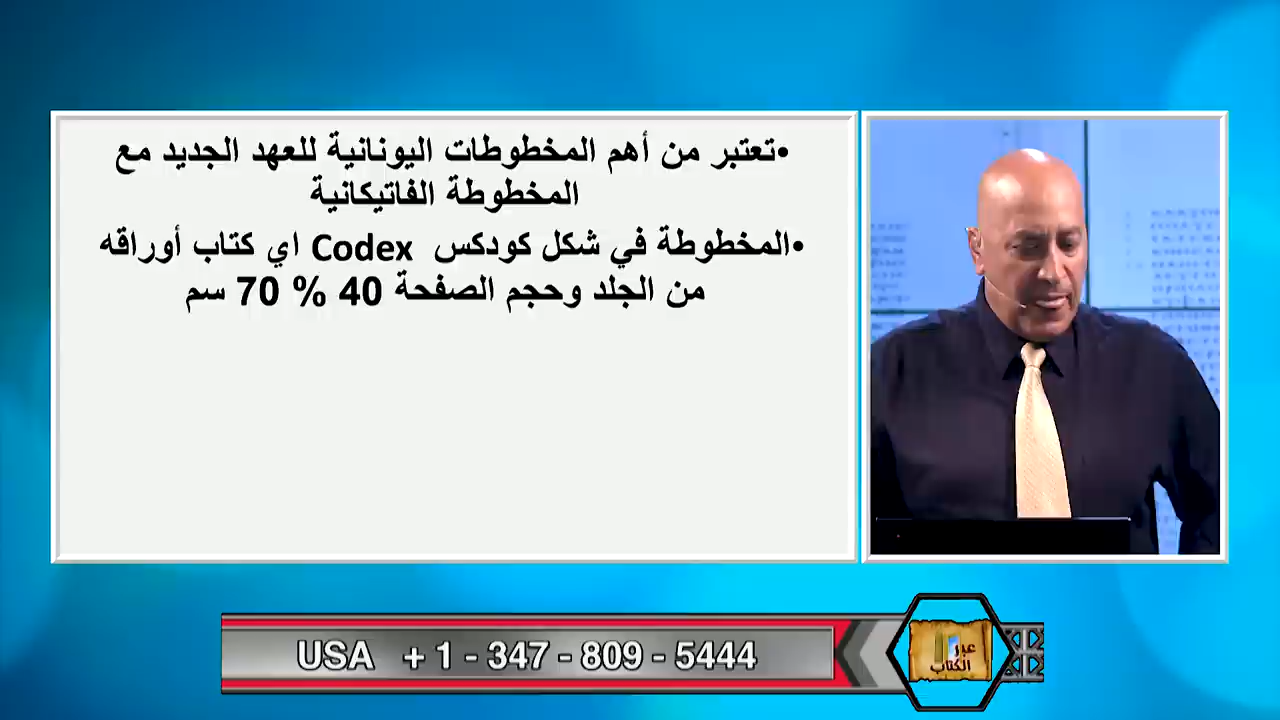 •تعتبر من أهم المخطوطات اليونانية للعهد الجديد مع
المخطوطة الفاتيكانية
•المخطوطة في شكل كودكس Codex اي كتاب أوراقه
من الجلد وحجم الصفحة 40 % 70 سم
USA + 1 - 347 - 809 - 5444
عبر
الكتاب